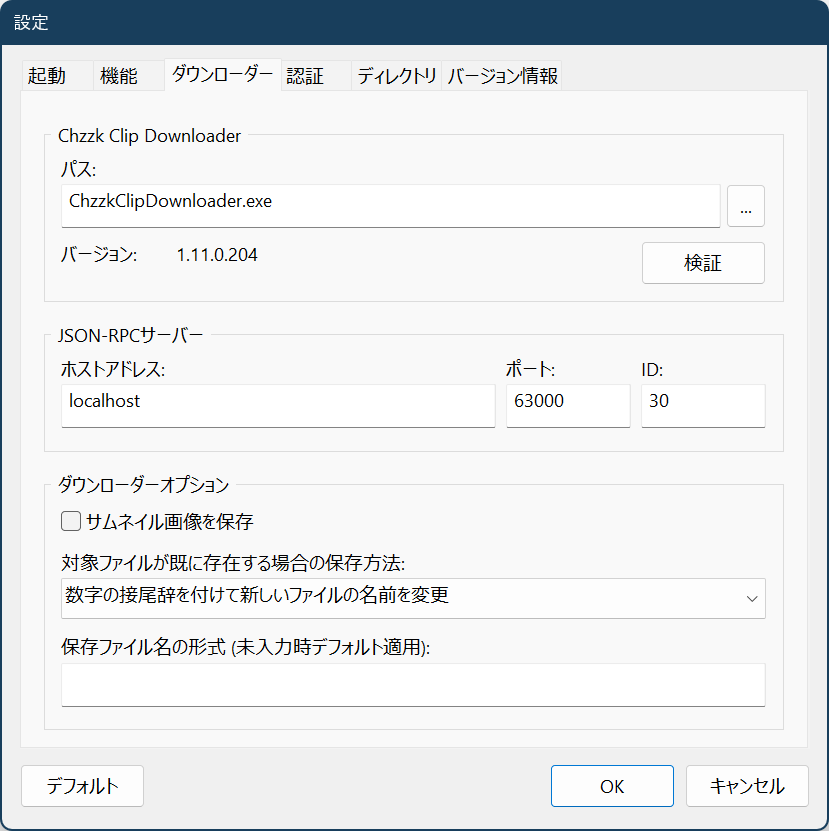 設定
起動 機能 ダウンローダー 認証 ディレクトリ バージョン情報
Chzzk Clip Downloader
パス:
ChzzkClipDownloader.exe ...
バージョン: 1.11.0.204 検証
JSON-RPCサーバー
ホストアドレス: ポート: ID:
localhost 63000 30
ダウンローダーオプション
サムネイル画像を保存
対象ファイルが既に存在する場合の保存方法:
数字の接尾辞を付けて新しいファイルの名前を変更
保存ファイル名の形式 (未入力時デフォルト適用):
デフォルト OK キャンセル